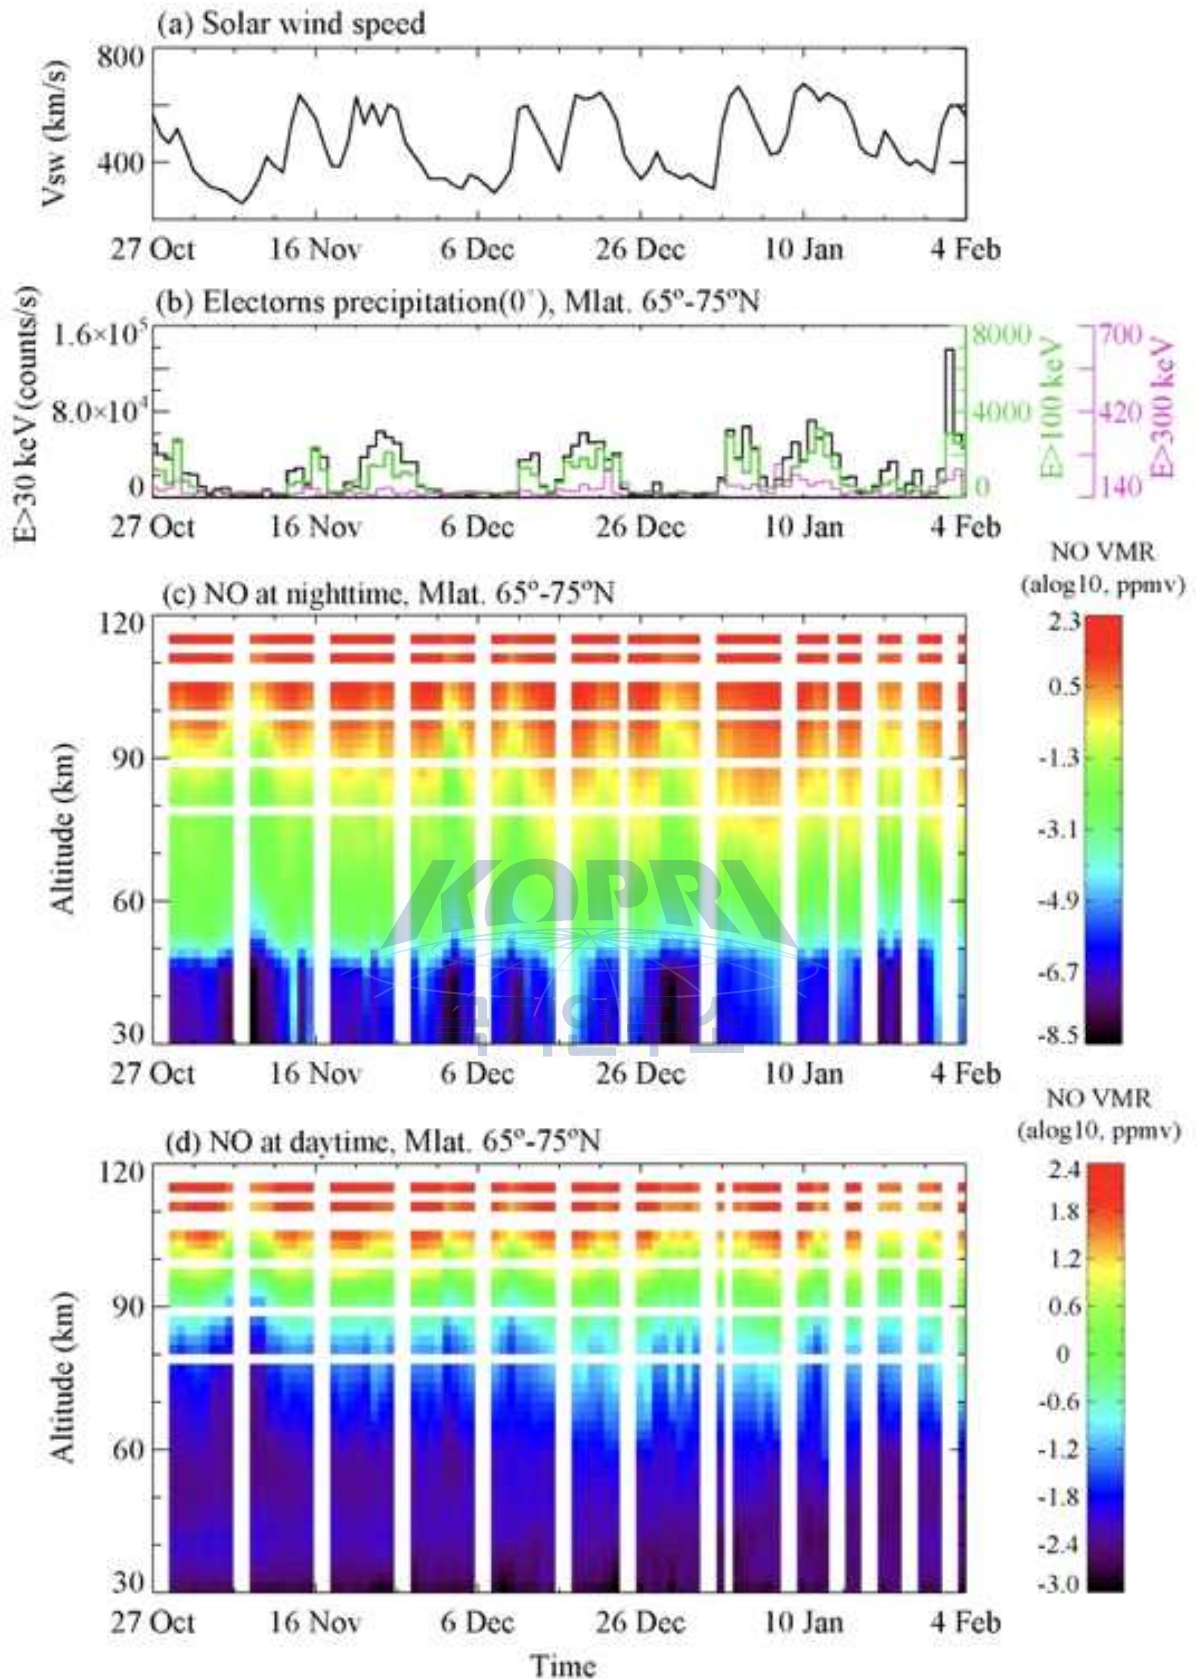 (a) Solar wind speed
800
400
Vsw (km/s)
27 Oct 16 Nov 6 Dec 26 Dec 10 Jan 4 Feb
(b) Electorns precipitation(0°), Mlat. 65º-75ºN
1.6×10⁵
8.0×10⁴
0
E>30 keV (counts/s)
8000
4000
0
E>100 keV
700
420
140
E>300 keV
27 Oct 16 Nov 6 Dec 26 Dec 10 Jan 4 Feb
NO VMR
(alog10, ppmv)
(c) NO at nighttime, Mlat. 65º-75ºN
120
90
60
30
Altitude (km)
2.3
0.5
-1.3
-3.1
-4.9
-6.7
-8.5
KOPRI
27 Oct 16 Nov 6 Dec 26 Dec 10 Jan 4 Feb
NO VMR
(alog10, ppmv)
(d) NO at daytime, Mlat. 65º-75ºN
120
90
60
30
Altitude (km)
2.4
1.8
1.2
0.6
0
-0.6
-1.2
-1.8
-2.4
-3.0
27 Oct 16 Nov 6 Dec 26 Dec 10 Jan 4 Feb
Time